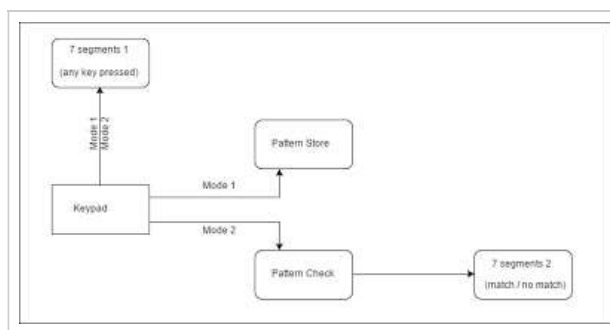 7 segments 1
(any key pressed)
Mode 1
Mode 2
Pattern Store
Mode 1
Keypad
Mode 2
Pattern Check
7 segments 2
(match / no match)